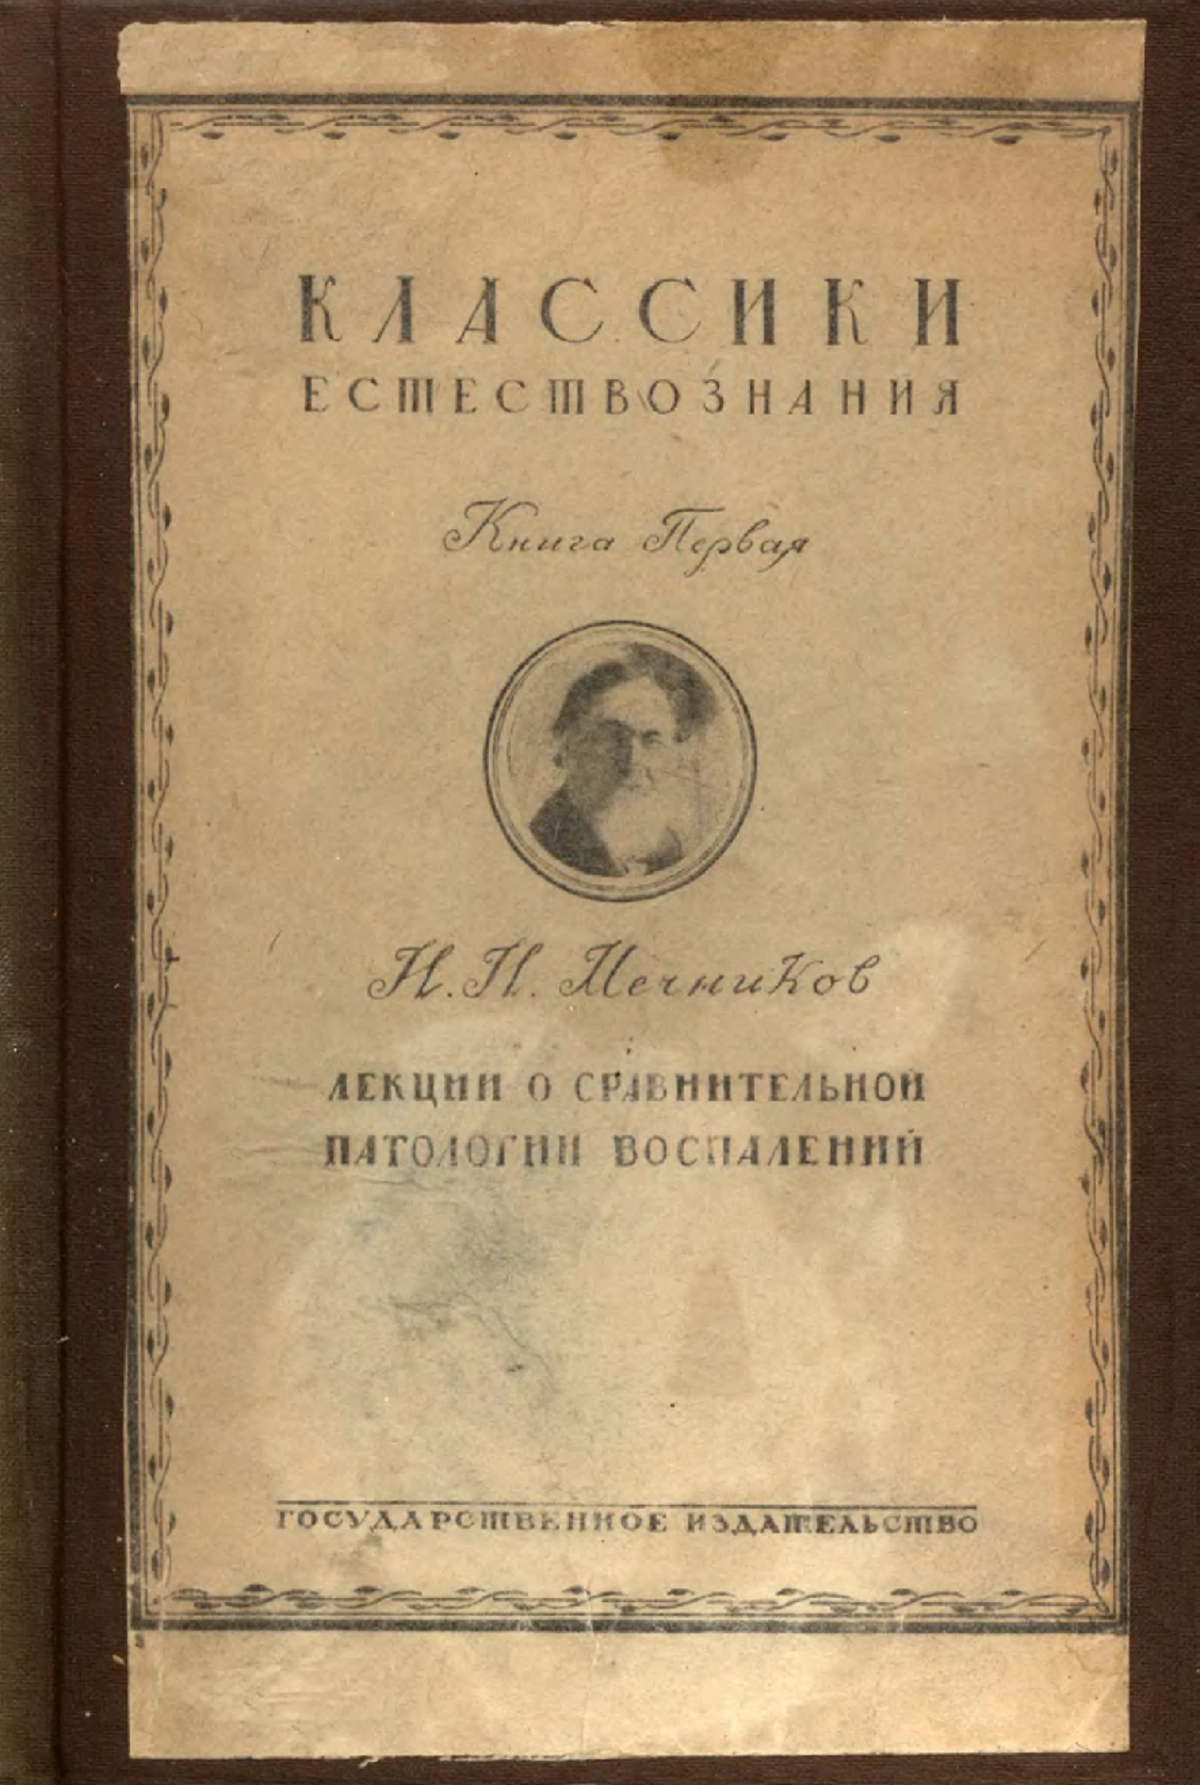 КЛАССИКИ
ЕСТЕСТВОЗНАНИЯ
Книга Первая
И. И. Мечников
ЛЕКЦИИ О СРАВНИТЕЛЬНОЙ
ПАТОЛОГИИ ВОСПАЛЕНИЙ
ГОСУДАРСТВЕННОЕ ИЗДАТЕЛЬСТВО